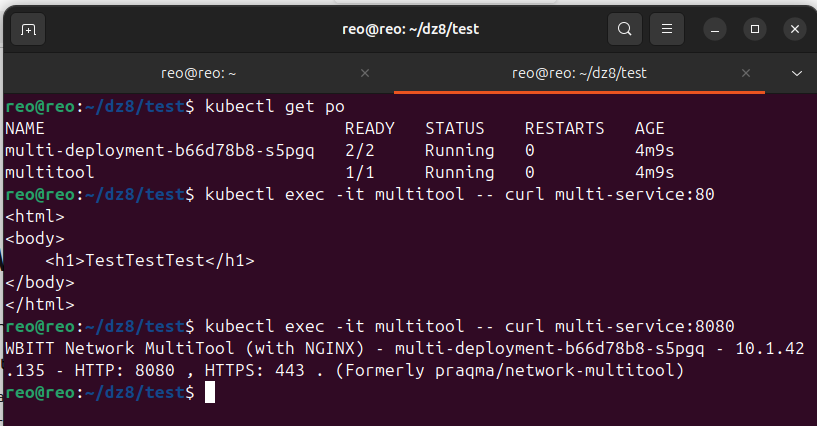 reo@reo: ~/dz8/test
reo@reo: ~
reo@reo: ~/dz8/test
reo@reo:~/dz8/test$ kubectl get po
NAME                              READY   STATUS    RESTARTS   AGE
multi-deployment-b66d78b8-s5pgq   2/2     Running   0          4m9s
multitool                         1/1     Running   0          4m9s
reo@reo:~/dz8/test$ kubectl exec -it multitool -- curl multi-service:80
<html>
<body>
    <h1>TestTestTest</h1>
</body>
</html>
reo@reo:~/dz8/test$ kubectl exec -it multitool -- curl multi-service:8080
WBITT Network MultiTool (with NGINX) - multi-deployment-b66d78b8-s5pgq - 10.1.42
.135 - HTTP: 8080 , HTTPS: 443 . (Formerly praqma/network-multitool)
reo@reo:~/dz8/test$